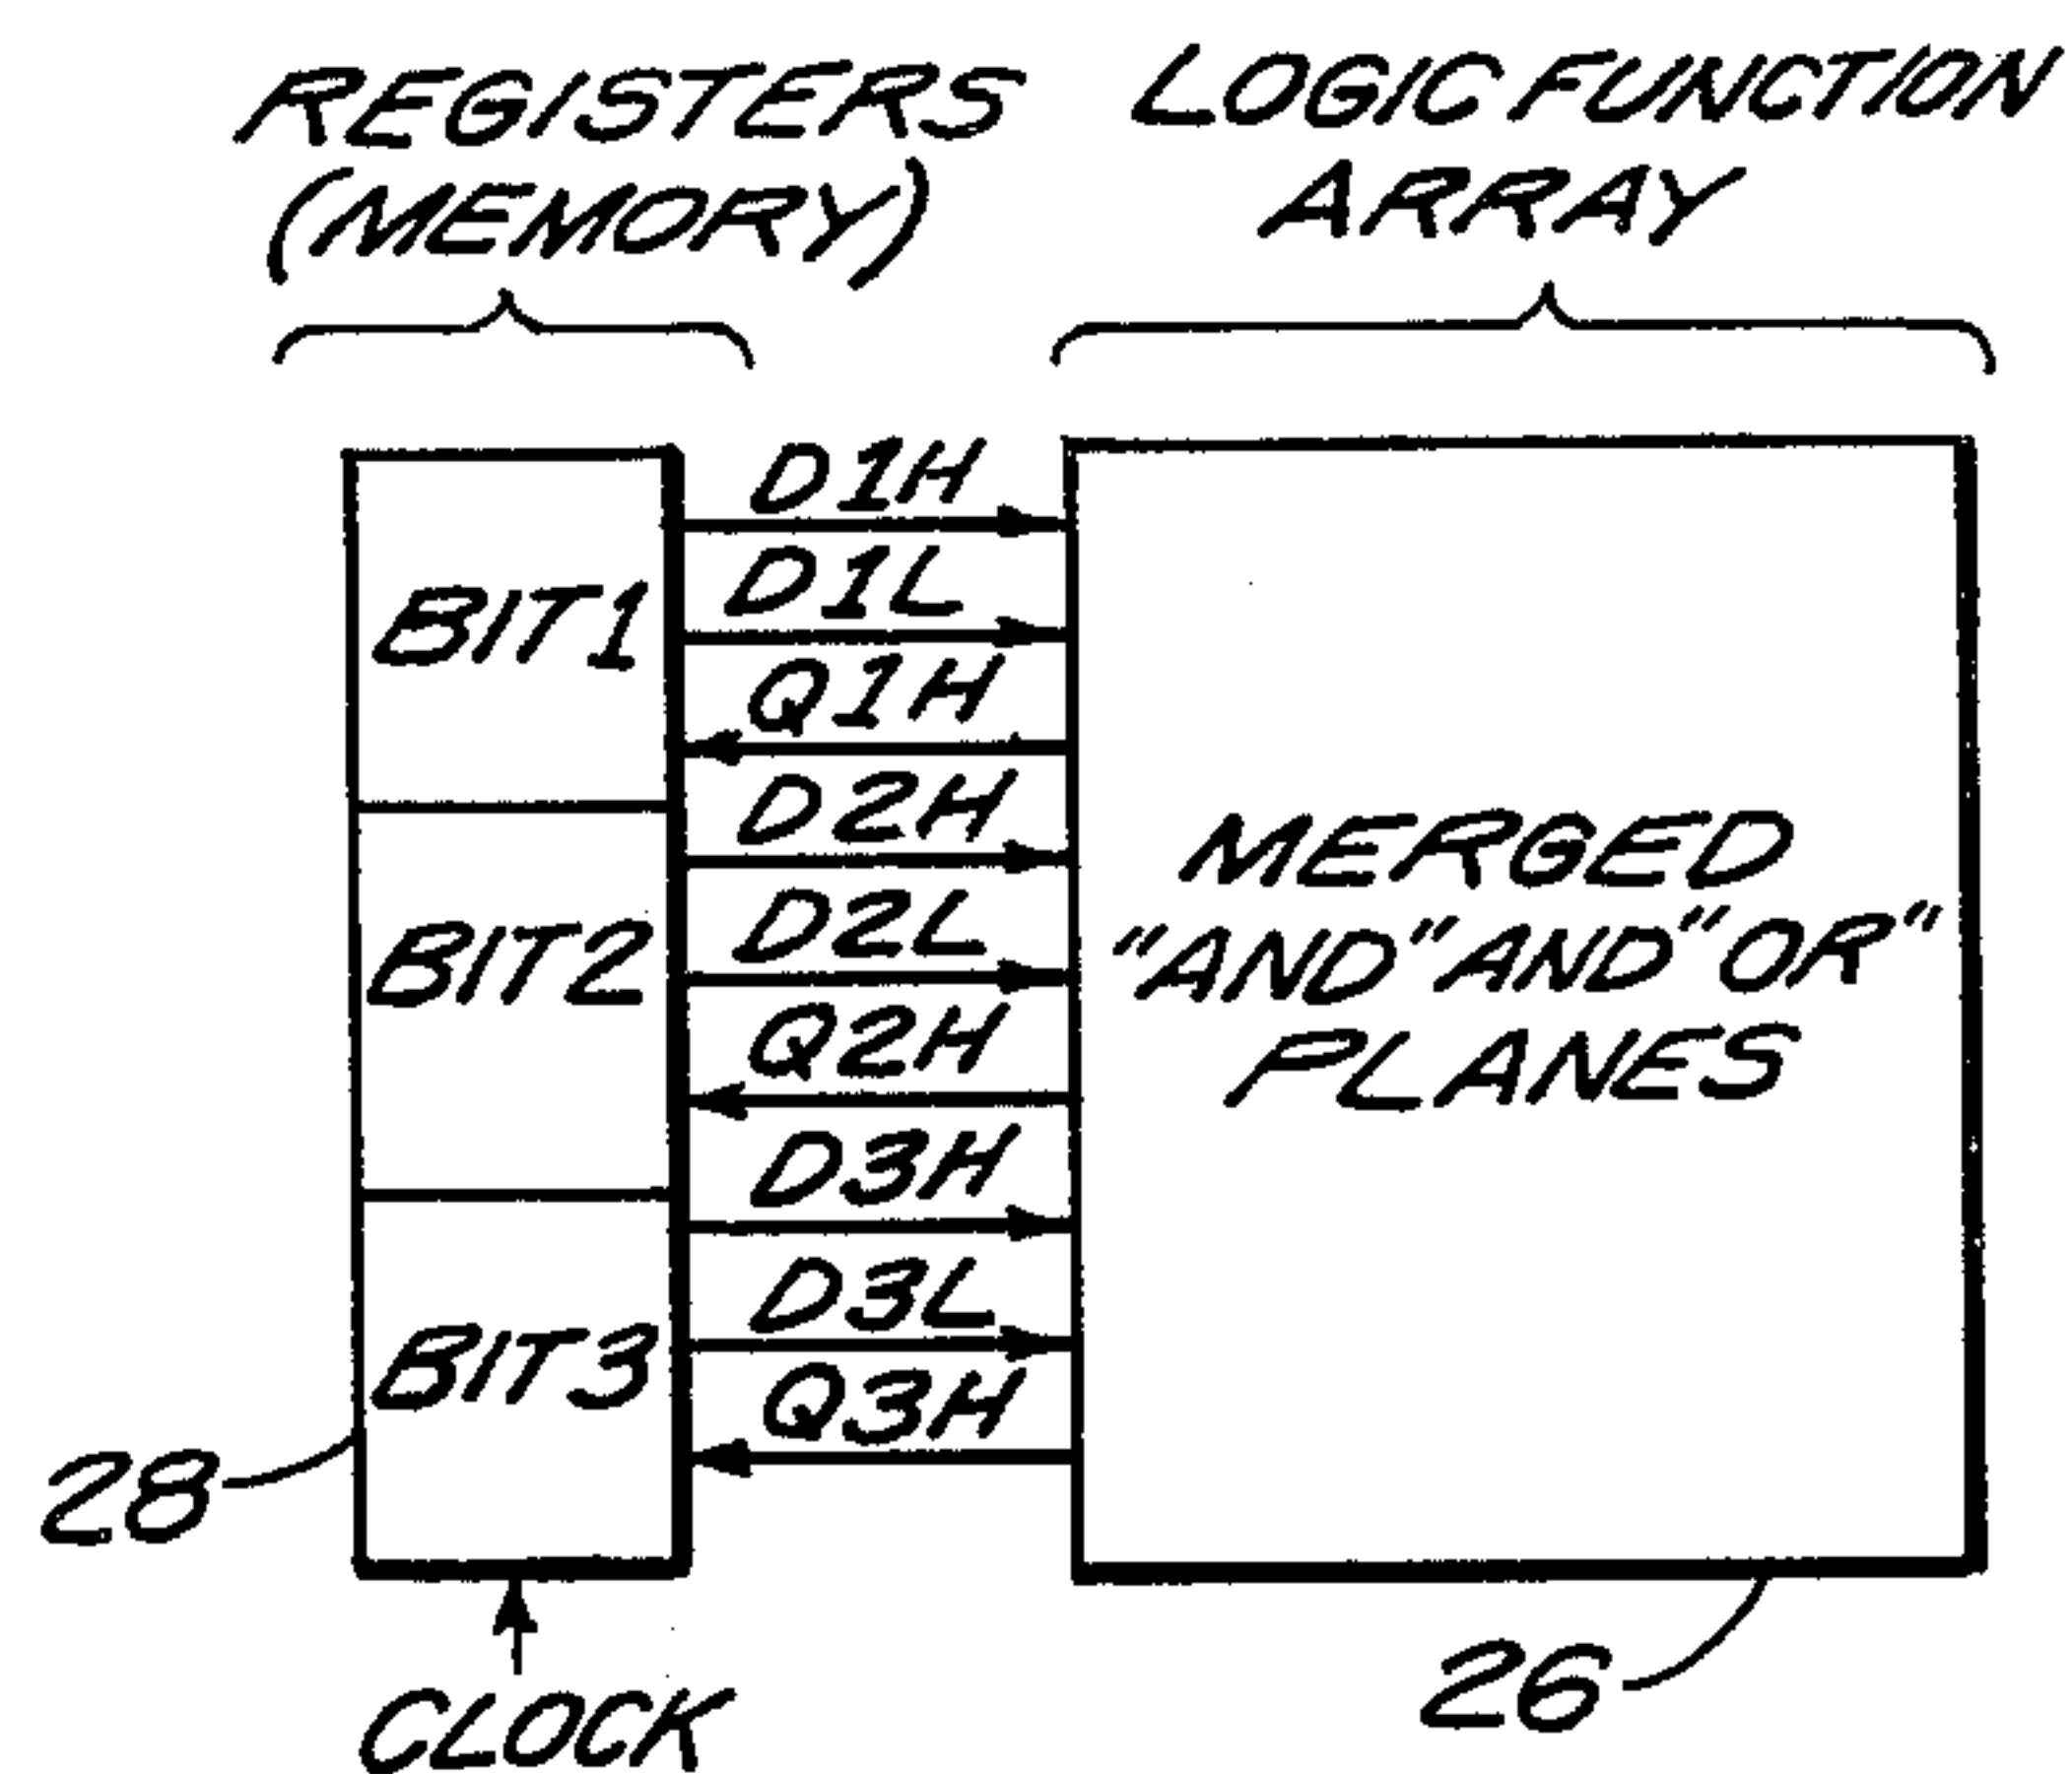 REGISTERS
(MEMORY)
LOGIC FUNCTION
ARRAY
BIT1
BIT2
BIT3
D1H
D1L
Q1H
D2H
D2L
Q2H
D3H
D3L
Q3H
MERGED
"AND" AND "OR"
PLANES
28
CLOCK
26